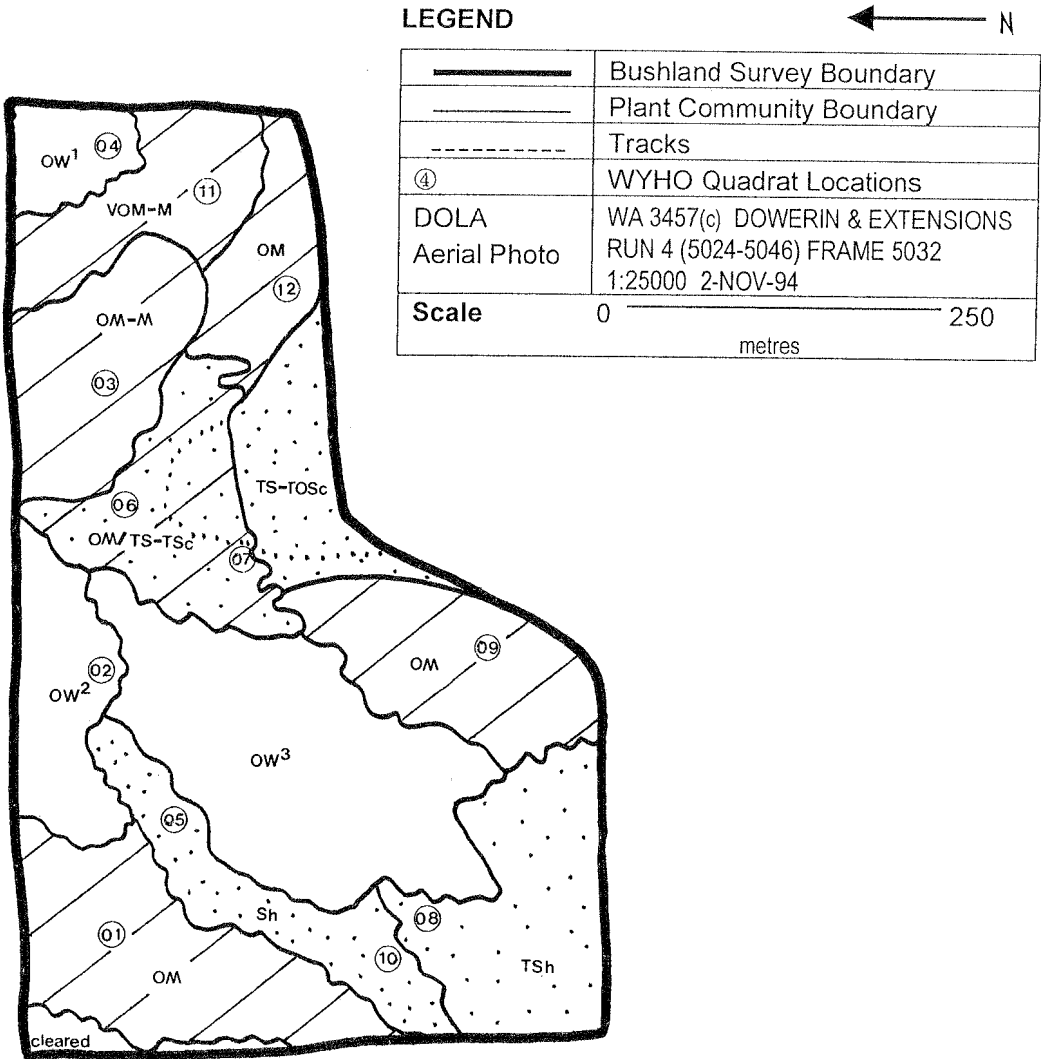 LEGEND
N
Bushland Survey Boundary
Plant Community Boundary
Tracks
④ WYHO Quadrat Locations
DOLA WA 3457(c) DOWERIN & EXTENSIONS
Aerial Photo RUN 4 (5024-5046) FRAME 5032
1:25000 2-NOV-94
Scale 0 250
metres
OW¹ 04
VOM-M 11
OM
12
OM-M
03
TS-TOSc
06
OM/TS-TSc
07
09
OM
02
OW²
OW³
05
Sh
08
01
10
TSh
OM
cleared